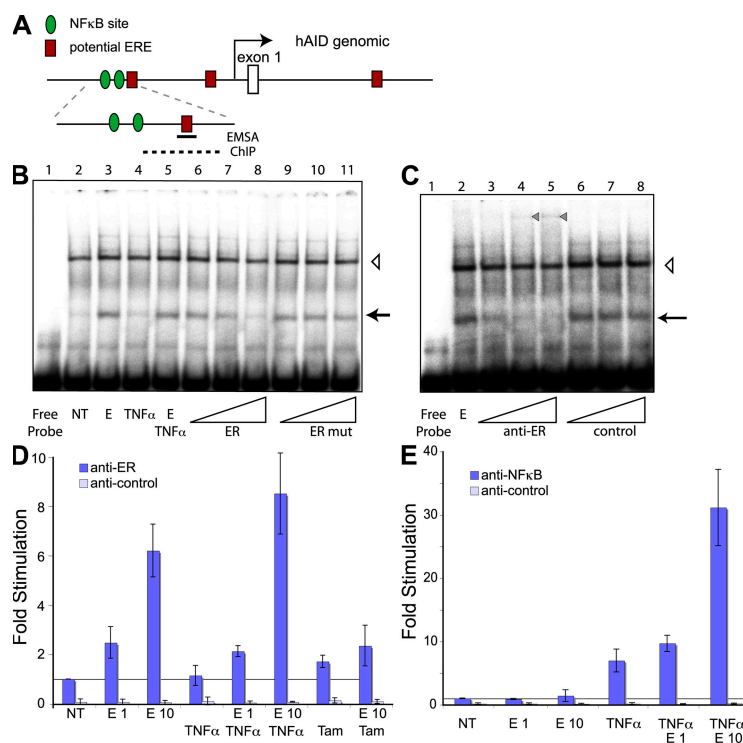 A
NFκB site
potential ERE
hAID genomic
exon 1
EMSA
ChIP
B
1 2 3 4 5 6 7 8 9 10 11
Free Probe NT E TNFα E TNFα ER ER mut
C
1 2 3 4 5 6 7 8
Free Probe E anti-ER control
D
anti-ER
anti-control
Fold Stimulation
10
8
6
4
2
0
NT E 1 E 10 TNFα E 1 TNFα E 10 TNFα Tam E 10 Tam
E
anti-NFκB
anti-control
Fold Stimulation
40
30
20
10
0
NT E 1 E 10 TNFα TNFα E 1 TNFα E 10